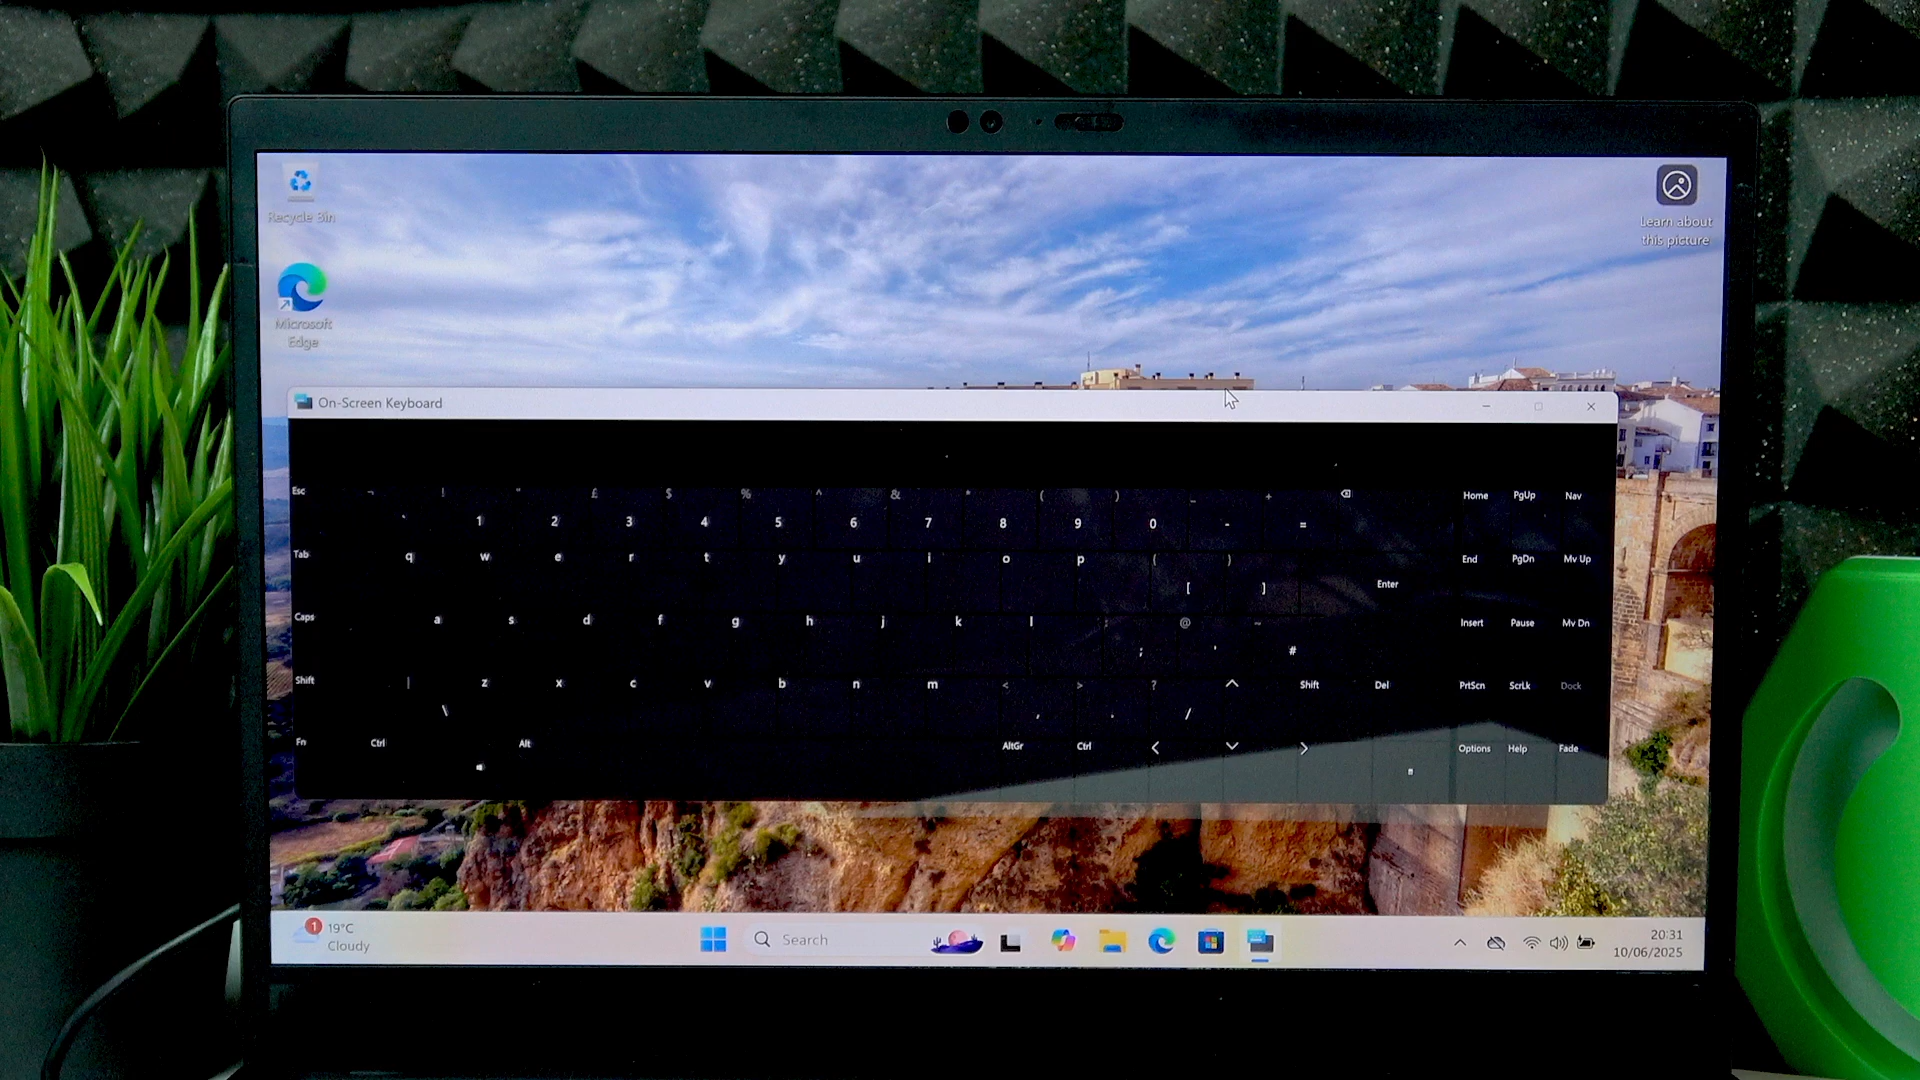 Recycle Bin
Learn about
this picture
Microsoft
Edge
On-Screen Keyboard
Esc ¬ ! " £ $ % ^ & * ( ) _ + Home PgUp Nav
` 1 2 3 4 5 6 7 8 9 0 - =
Tab q w e r t y u i o p { } End PgDn Mv Up
[ ] Enter
Caps a s d f g h j k l : @ ~ Insert Pause Mv Dn
; ' # 
Shift | z x c v b n m < > ? Shift Del PrtScn ScrLk Dock
\ , . /
Fn Ctrl Alt AltGr Ctrl Options Help Fade
1
19°C
Cloudy
Search
20:31
10/06/2025